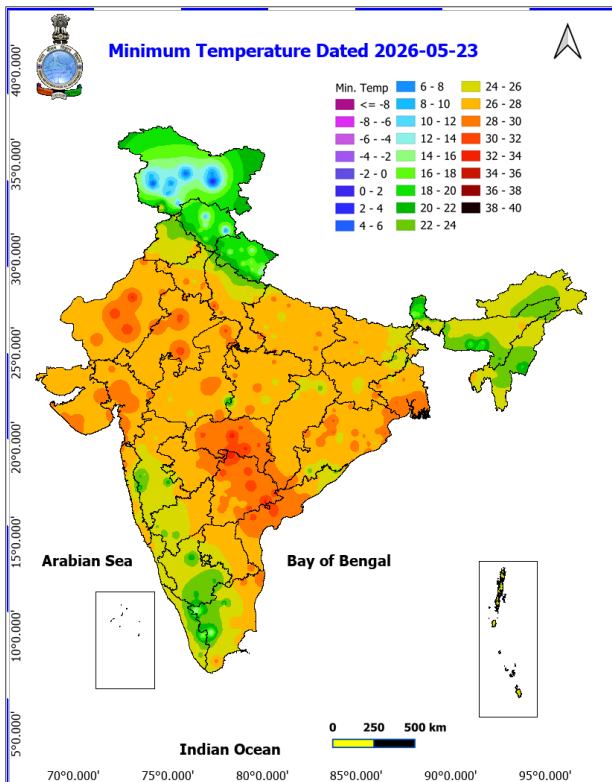 Minimum Temperature Dated 2026-05-23
Min. Temp
<= -8
-8 - -6
-6 - -4
-4 - -2
-2 - 0
0 - 2
2 - 4
4 - 6
6 - 8
8 - 10
10 - 12
12 - 14
14 - 16
16 - 18
18 - 20
20 - 22
22 - 24
24 - 26
26 - 28
28 - 30
30 - 32
32 - 34
34 - 36
36 - 38
38 - 40
40°0.000'
35°0.000'
30°0.000'
25°0.000'
20°0.000'
15°0.000'
10°0.000'
5°0.000'
Arabian Sea
Bay of Bengal
Indian Ocean
0 250 500 km
70°0.000' 75°0.000' 80°0.000' 85°0.000' 90°0.000' 95°0.000'